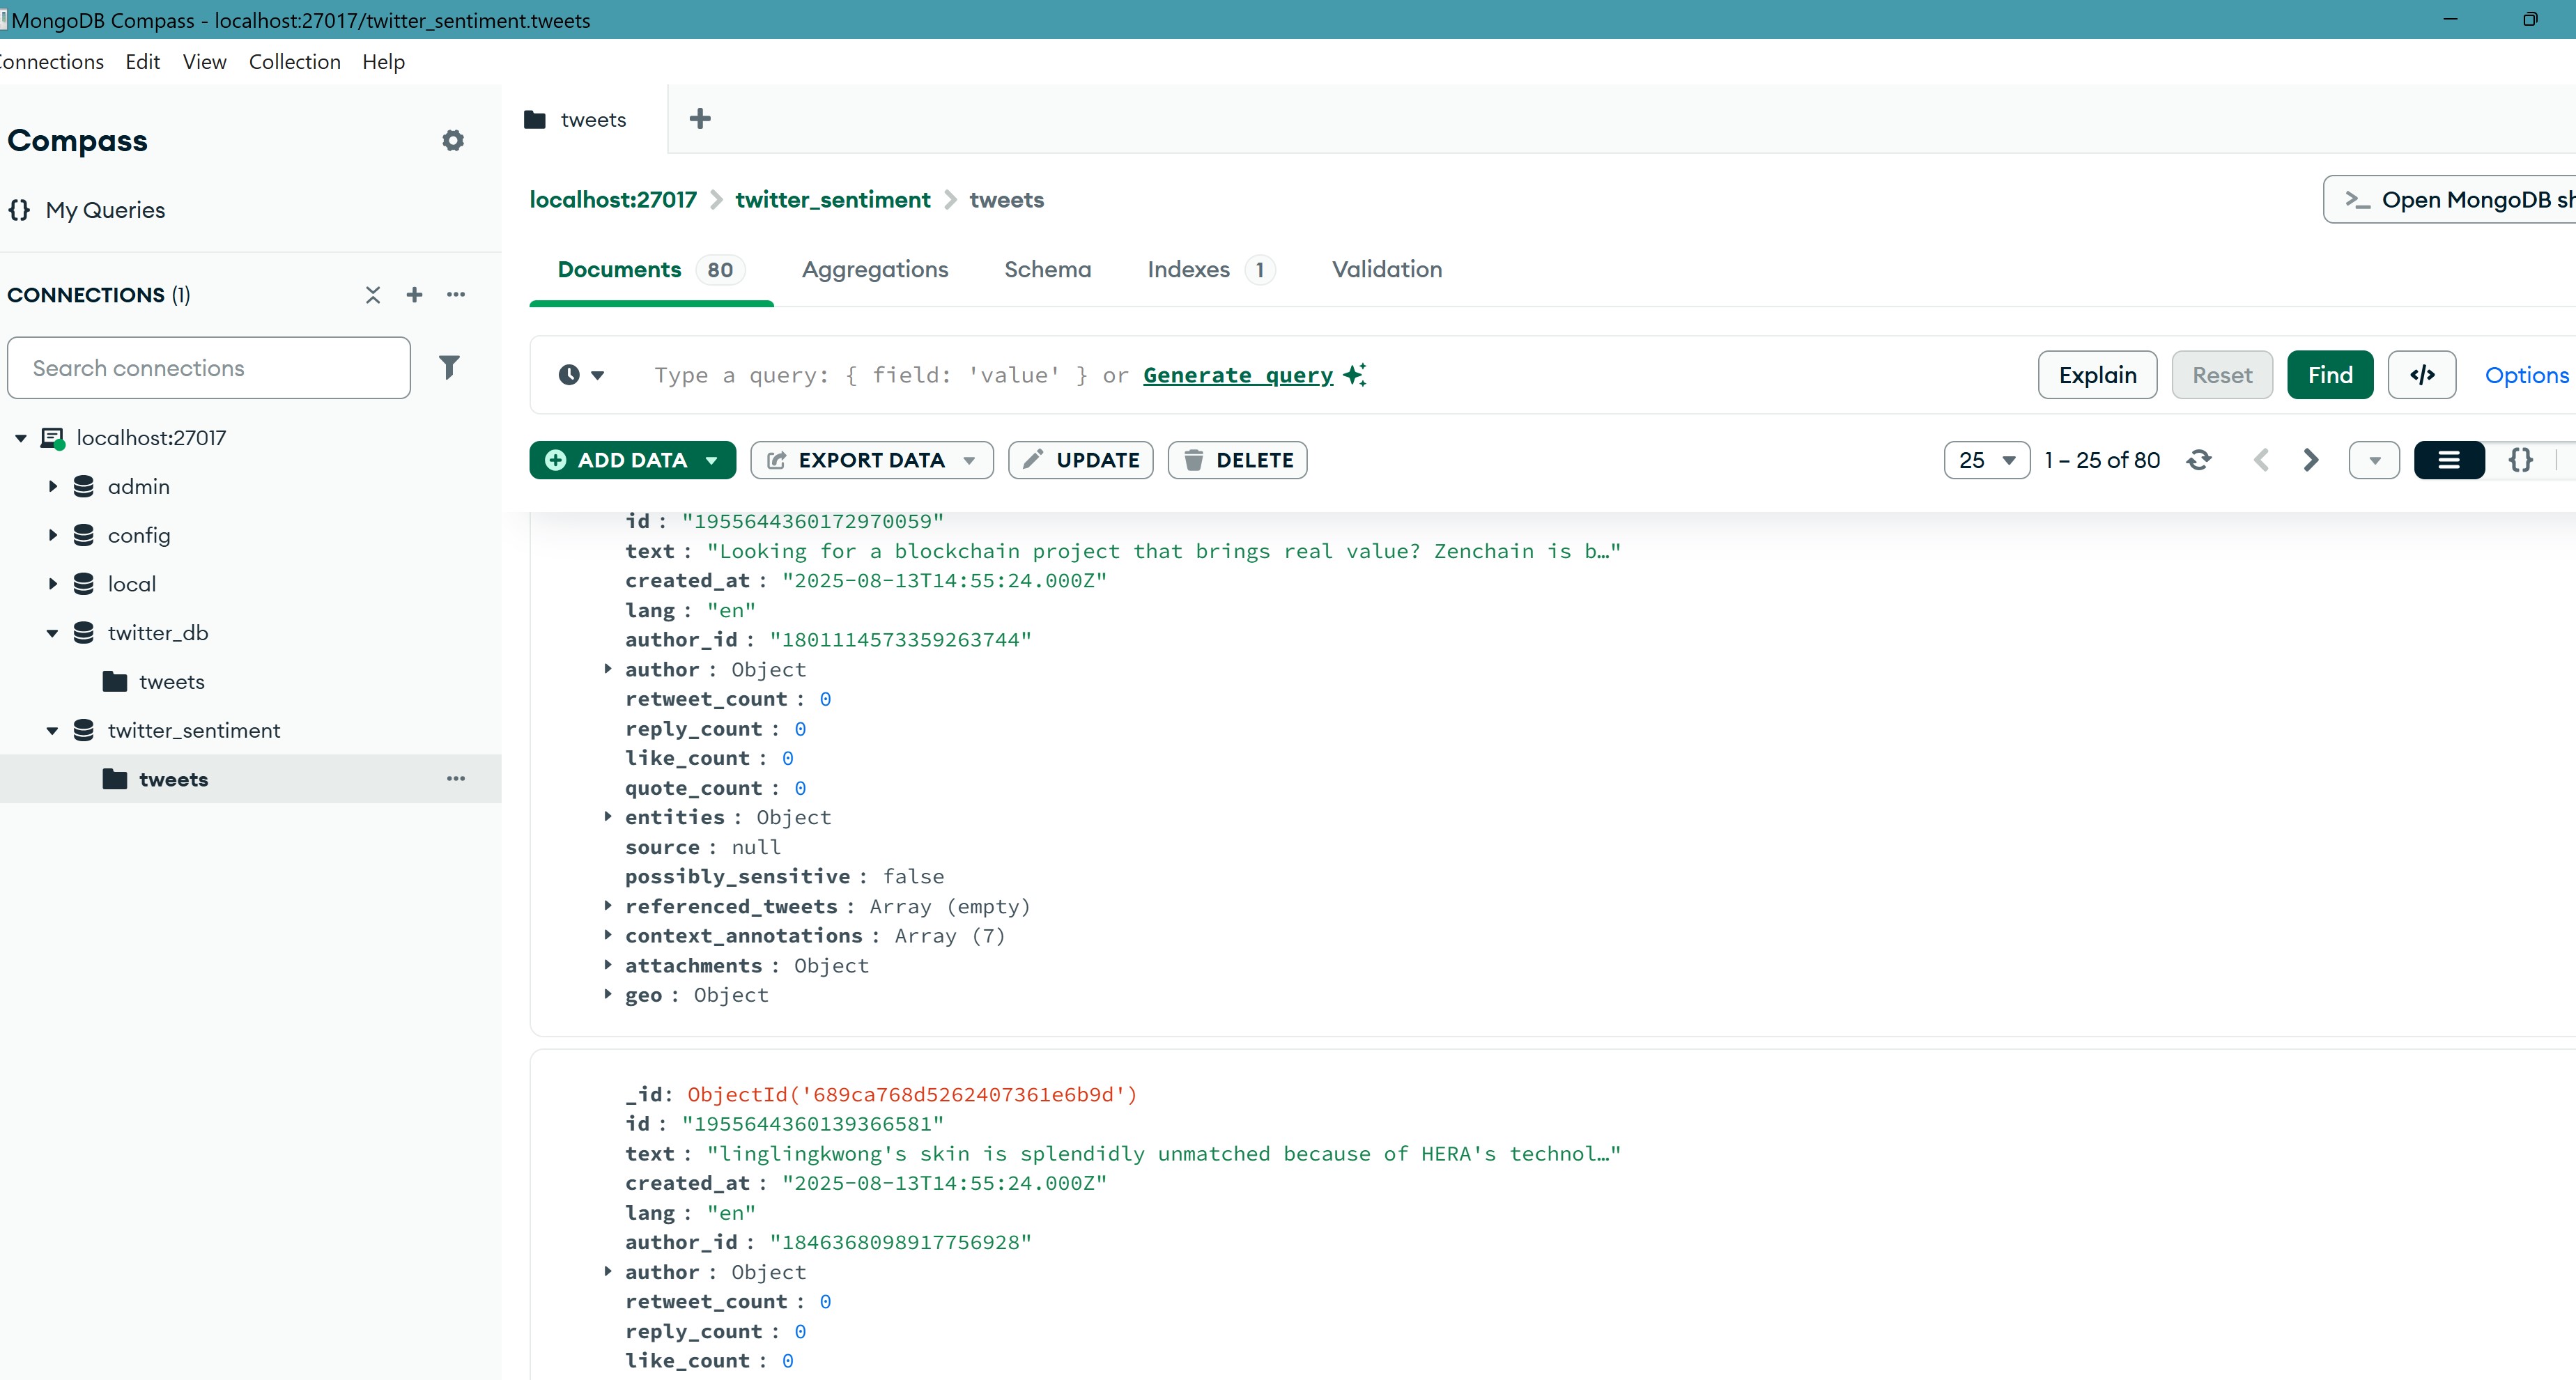 MongoDB Compass - localhost:27017/twitter_sentiment.tweets
onnections Edit View Collection Help
Compass
{} My Queries
CONNECTIONS (1)
Search connections
localhost:27017
admin
config
local
twitter_db
tweets
twitter_sentiment
tweets
tweets
localhost:27017 > twitter_sentiment > tweets
>_ Open MongoDB sh
Documents 80 Aggregations Schema Indexes 1 Validation
Type a query: { field: 'value' } or Generate query
Explain Reset Find </> Options
ADD DATA EXPORT DATA UPDATE DELETE
25 1 – 25 of 80 {}
id : "1955644360172970059"
text : "Looking for a blockchain project that brings real value? Zenchain is b…"
created_at : "2025-08-13T14:55:24.000Z"
lang : "en"
author_id : "1801114573359263744"
author : Object
retweet_count : 0
reply_count : 0
like_count : 0
quote_count : 0
entities : Object
source : null
possibly_sensitive : false
referenced_tweets : Array (empty)
context_annotations : Array (7)
attachments : Object
geo : Object
_id: ObjectId('689ca768d5262407361e6b9d')
id : "1955644360139366581"
text : "linglingkwong's skin is splendidly unmatched because of HERA's technol…"
created_at : "2025-08-13T14:55:24.000Z"
lang : "en"
author_id : "1846368098917756928"
author : Object
retweet_count : 0
reply_count : 0
like_count : 0